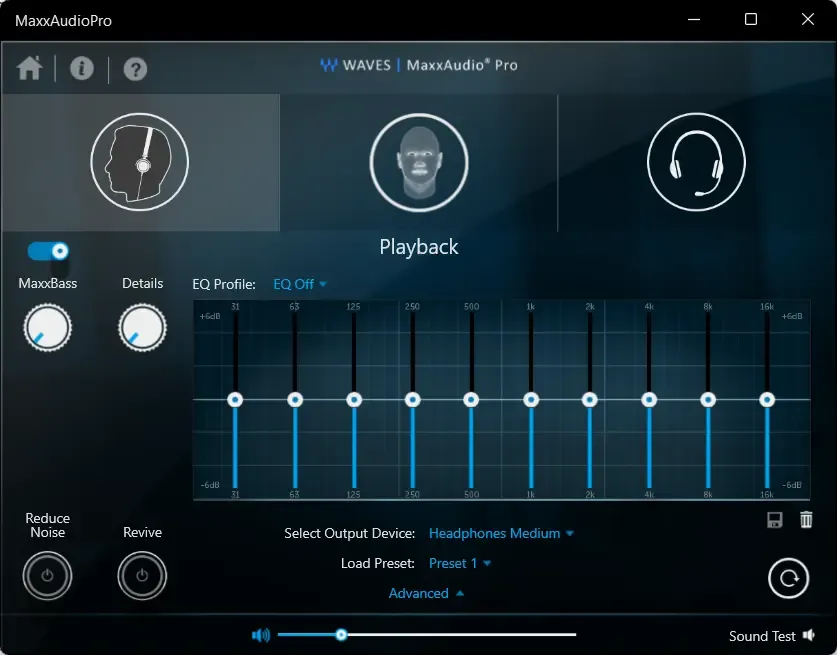 MaxxAudioPro
WAVES | MaxxAudio® Pro
Playback
MaxxBass
Details
EQ Profile: EQ Off
31 63 125 250 500 1k 2k 4k 8k 16k
+6dB +6dB
-6dB -6dB
31 63 125 250 500 1k 2k 4k 8k 16k
Reduce
Noise
Revive
Select Output Device: Headphones Medium
Load Preset: Preset 1
Advanced
Sound Test